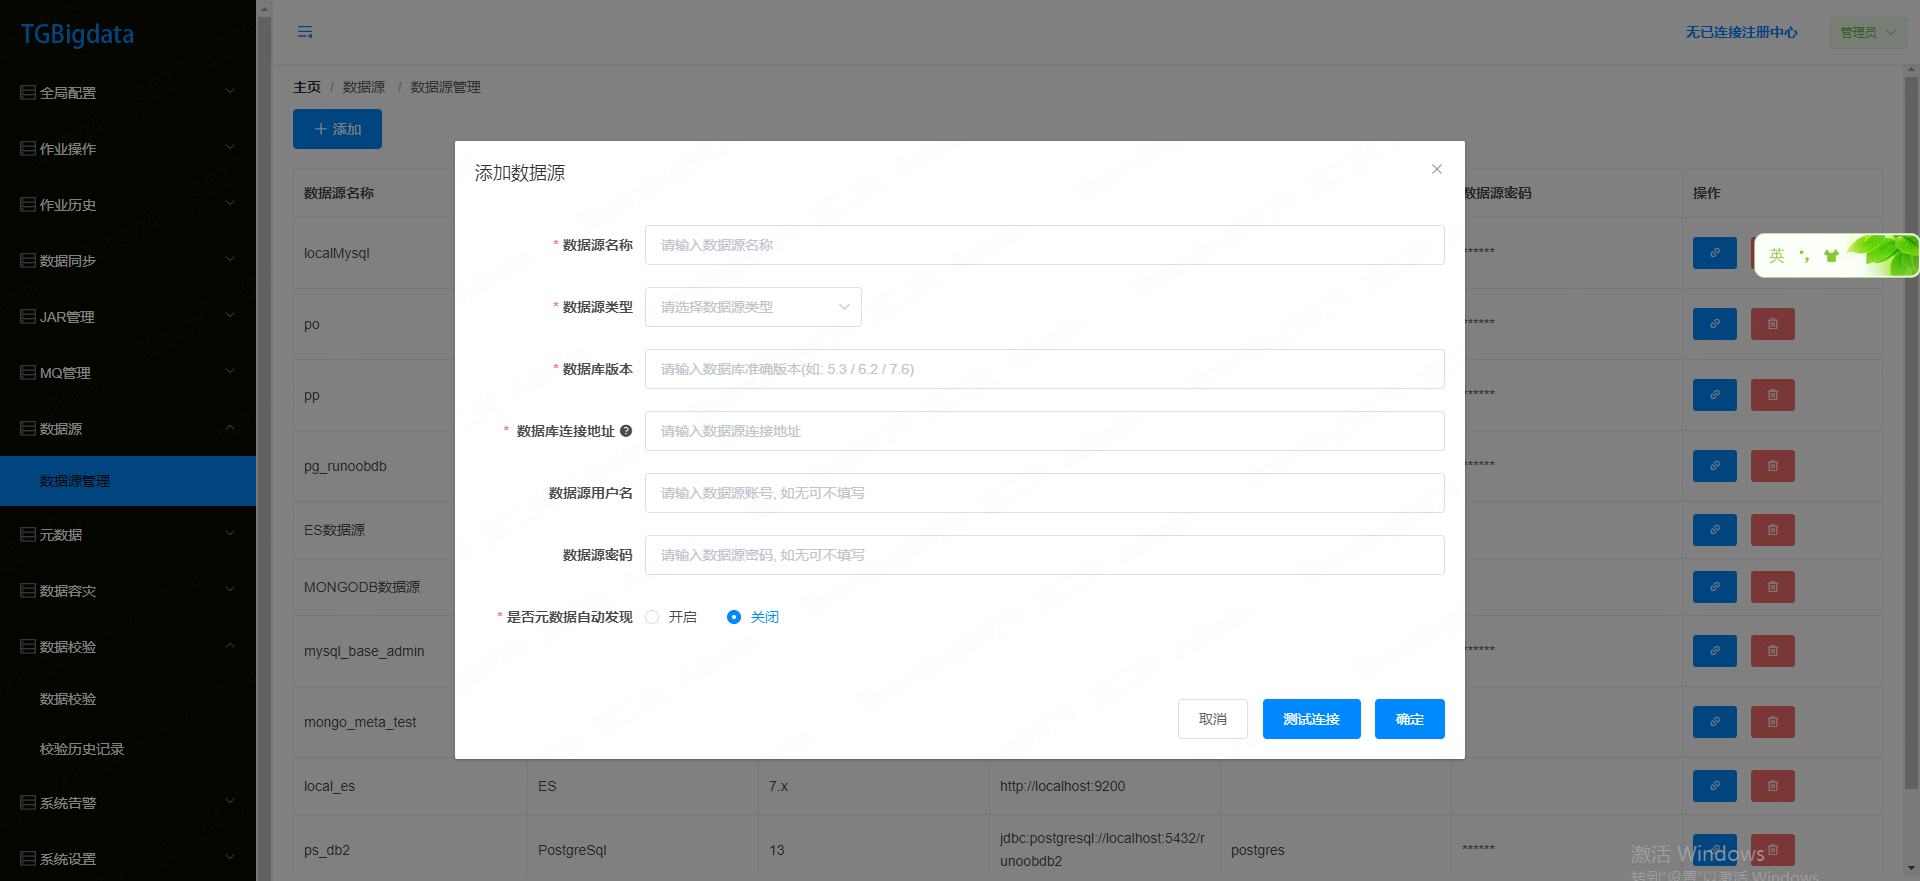 TGBigdata
全局配置
作业操作
作业历史
数据同步
JAR管理
MQ管理
数据源
数据源管理
元数据
数据容灾
数据校验
数据校验
校验历史记录
系统告警
系统设置
无已连接注册中心
管理员
主页 / 数据源 / 数据源管理
添加
数据源名称
数据源密码
操作
localMysql
******
po
******
pp
******
pg_runoobdb
******
ES数据源
MONGODB数据源
mysql_base_admin
******
mongo_meta_test
local_es ES 7.x http://localhost:9200
ps_db2 PostgreSql 13 jdbc:postgresql://localhost:5432/r
unoobdb2 postgres ******
添加数据源
* 数据源名称 请输入数据源名称
* 数据源类型 请选择数据源类型
* 数据库版本 请输入数据库准确版本(如: 5.3 / 6.2 / 7.6)
* 数据库连接地址 请输入数据源连接地址
数据源用户名 请输入数据源账号, 如无可不填写
数据源密码 请输入数据源密码, 如无可不填写
* 是否元数据自动发现 开启 关闭
取消 测试连接 确定
英
激活 Windows
转到"设置"以激活 Windows